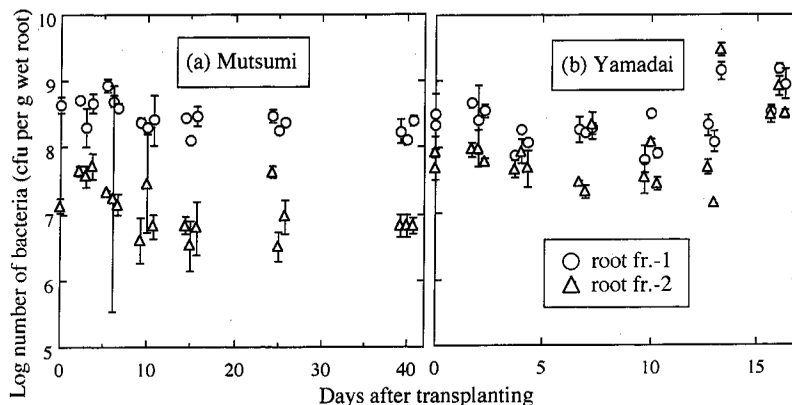 Log number of bacteria (cfu per g wet root)
10
9
8
7
6
5
(a) Mutsumi
(b) Yamadai
root fr.-1
root fr.-2
0 10 20 30 40 0 5 10 15
Days after transplanting